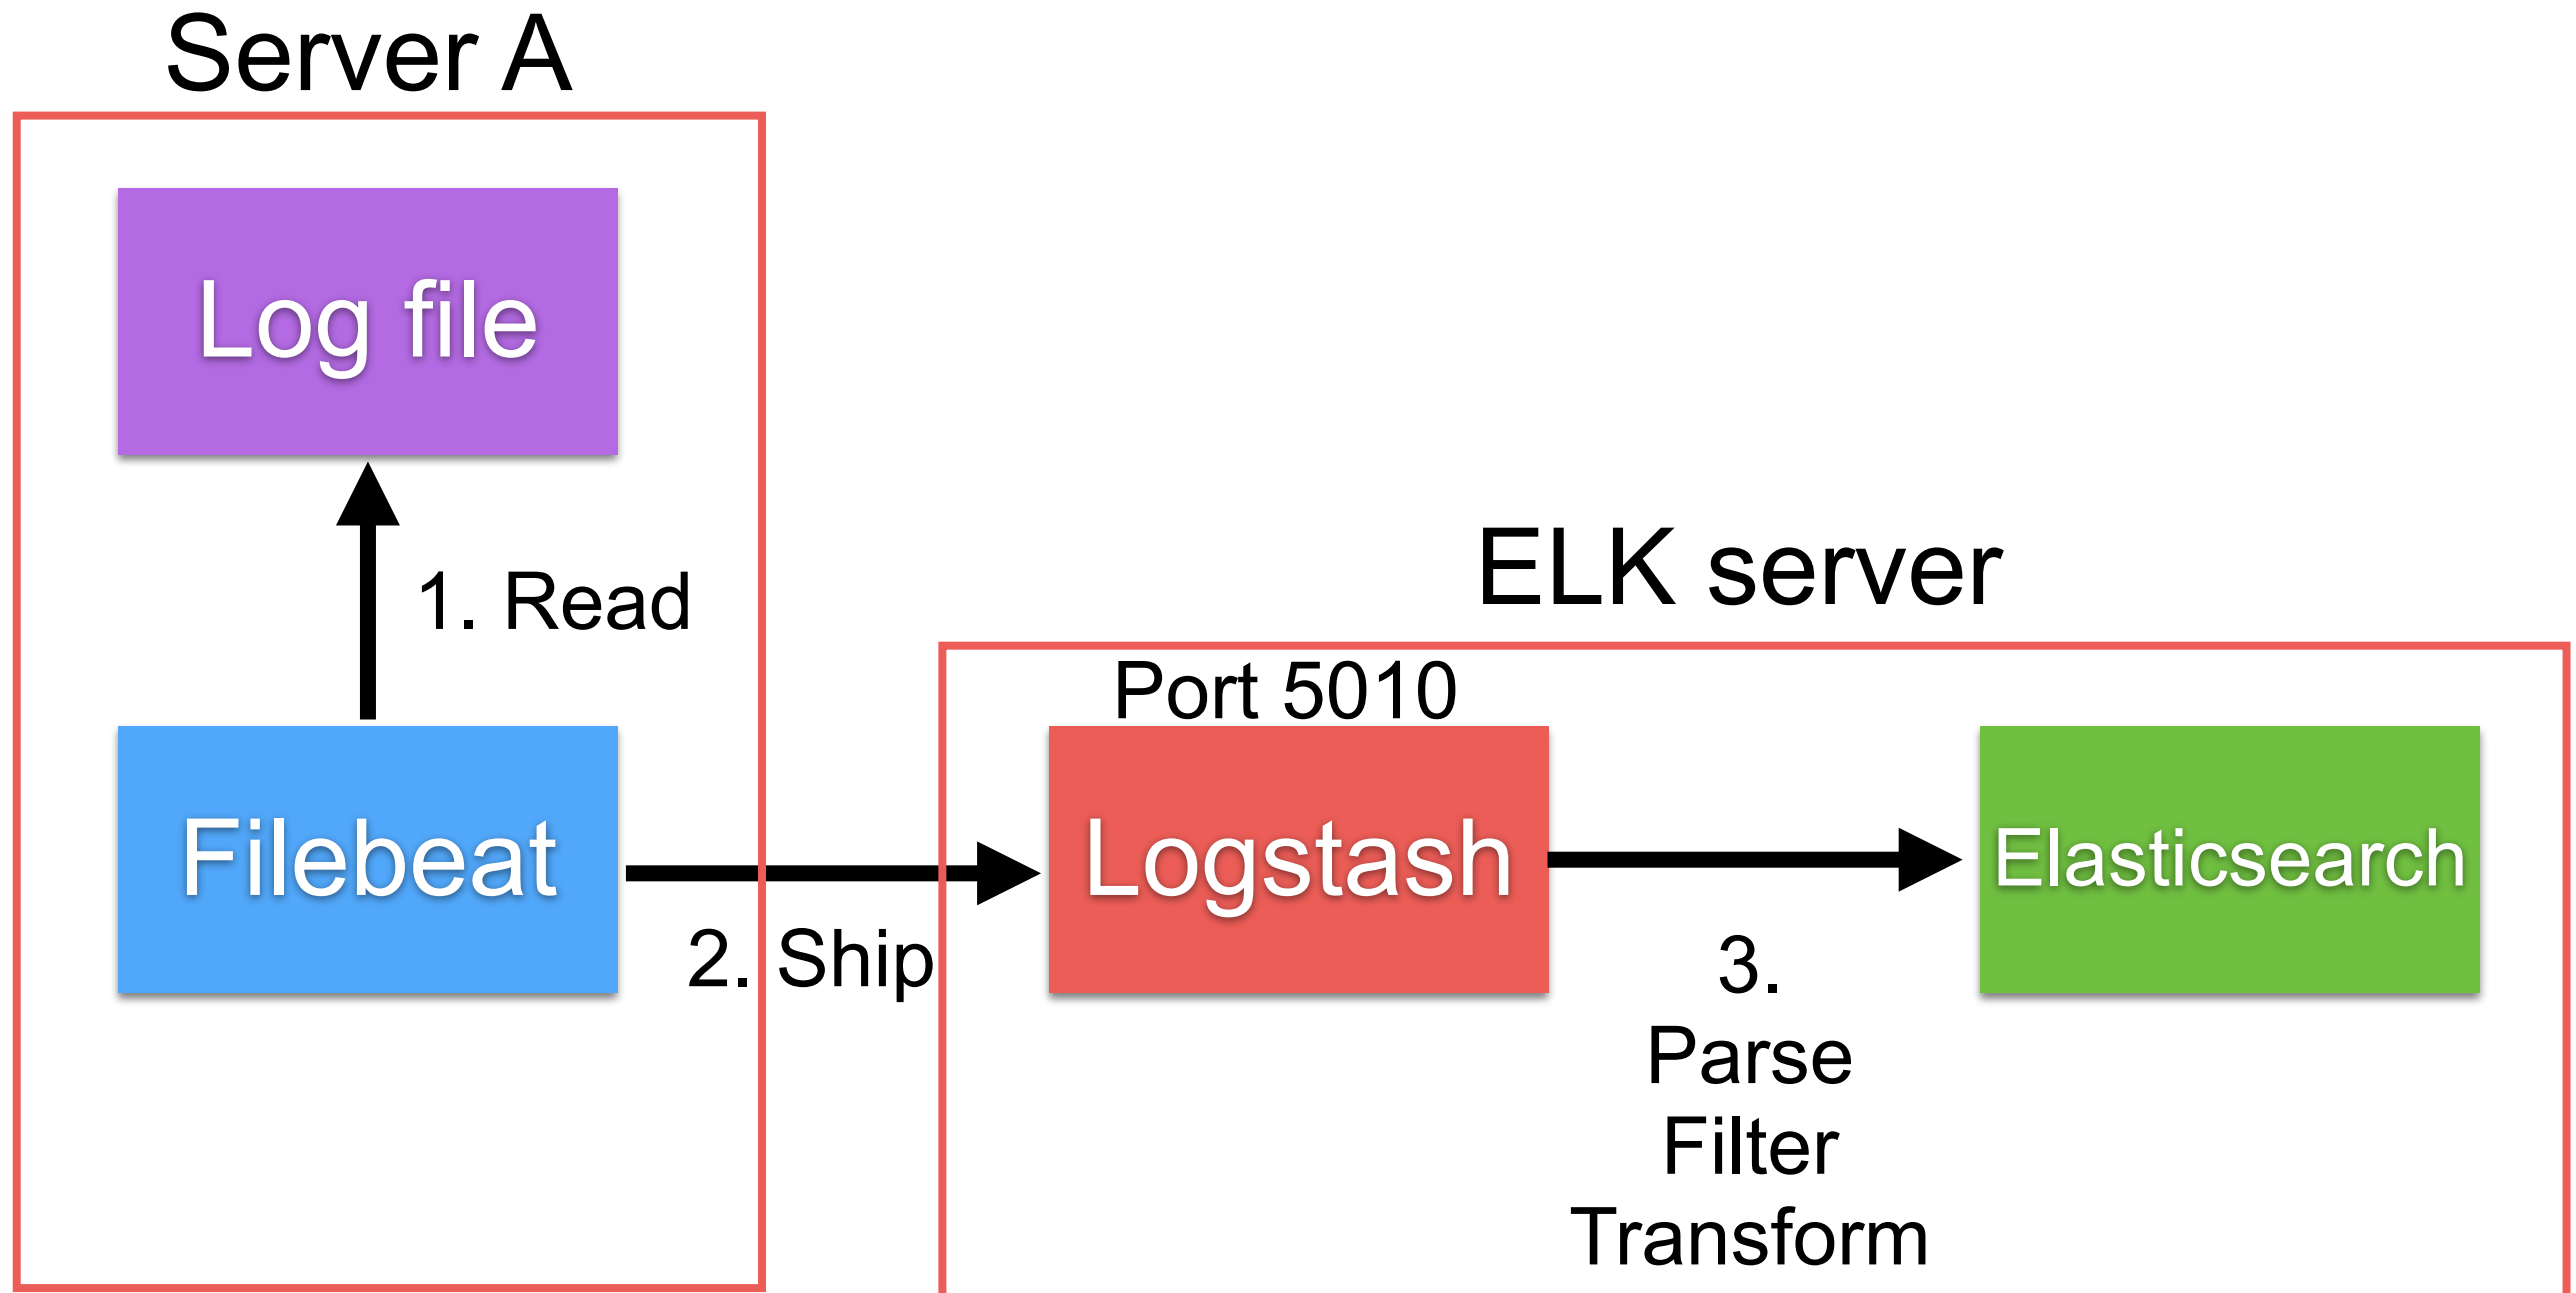 Server A
Log file
1. Read
Filebeat
2. Ship
ELK server
Port 5010
Logstash
Elasticsearch
3.
Parse
Filter
Transform